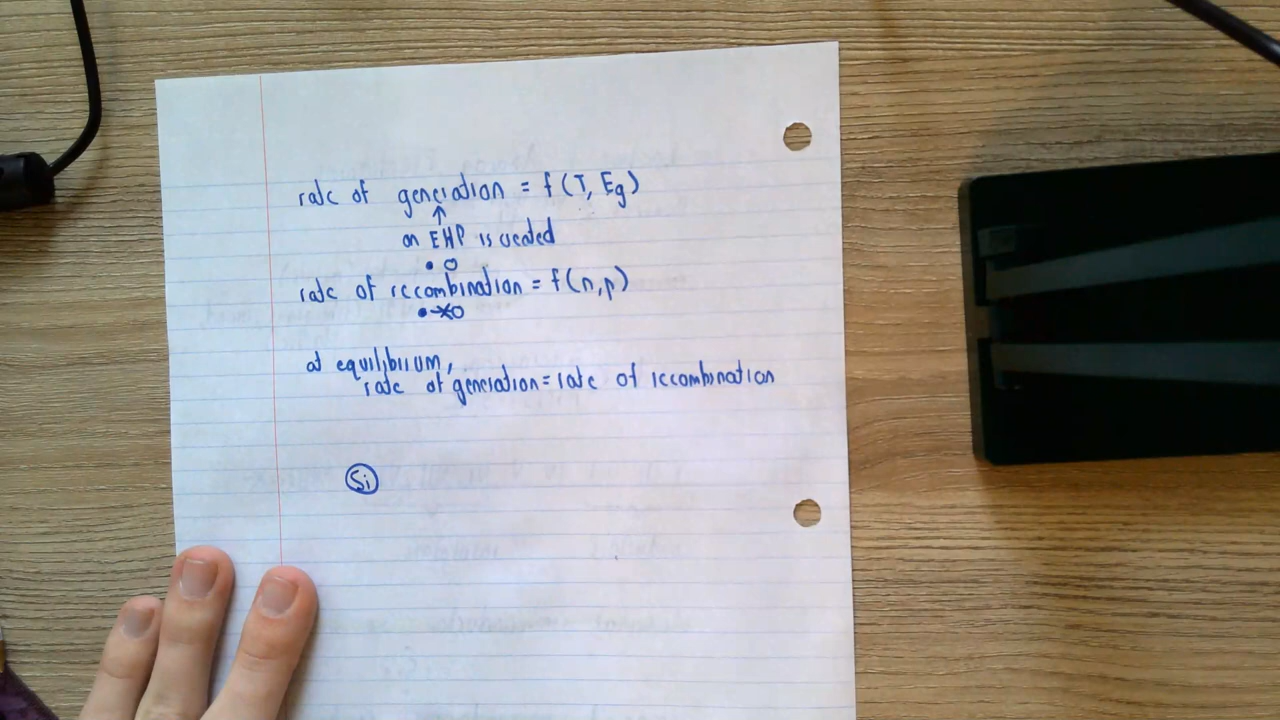 rate of generation = f(T, Eg)
↑
an EHP is created
• O
rate of recombination = f(n,p)
at equilibrium,
rate of generation = rate of recombination
Si